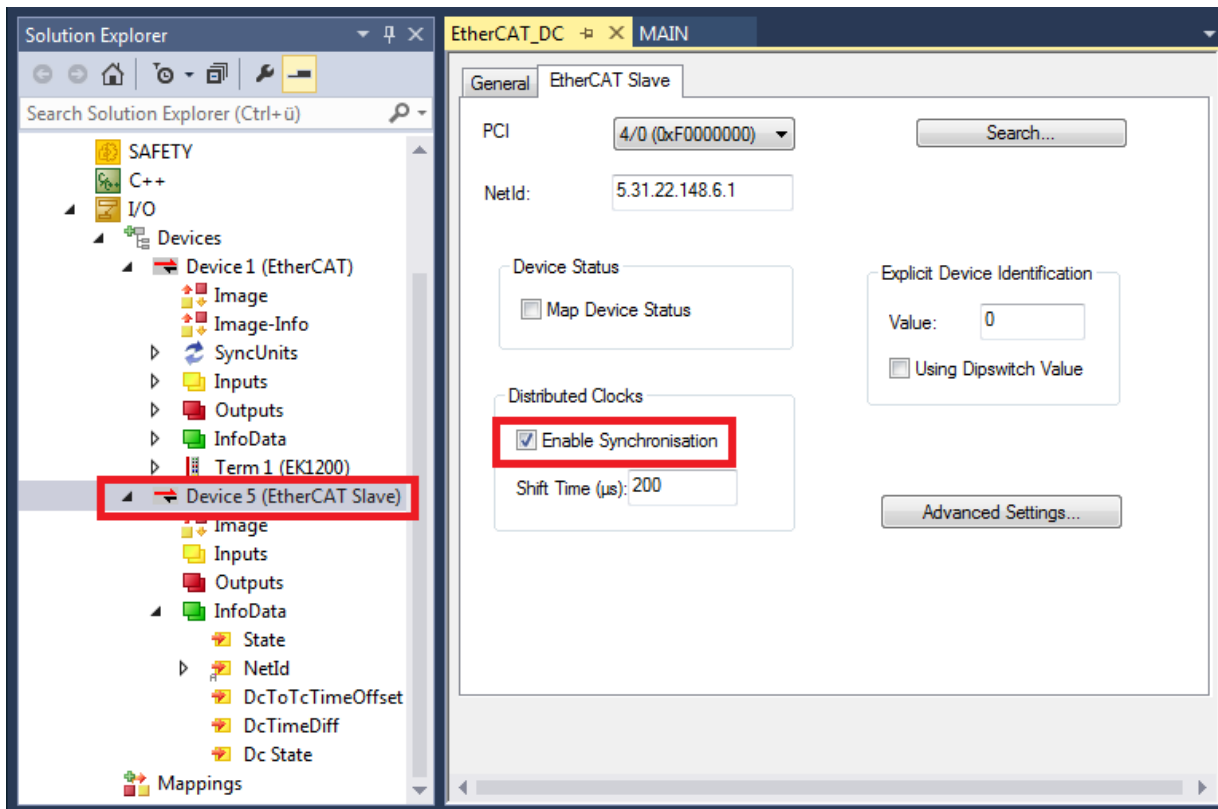 Solution Explorer
Search Solution Explorer (Ctrl+ü)
SAFETY
C++
I/O
Devices
Device 1 (EtherCAT)
Image
Image-Info
SyncUnits
Inputs
Outputs
InfoData
Term 1 (EK1200)
Device 5 (EtherCAT Slave)
Image
Inputs
Outputs
InfoData
State
NetId
DcToTcTimeOffset
DcTimeDiff
Dc State
Mappings
EtherCAT_DC MAIN
General EtherCAT Slave
PCI 4/0 (0xF0000000) Search...
NetId: 5.31.22.148.6.1
Device Status
Map Device Status
Explicit Device Identification
Value: 0
Using Dipswitch Value
Distributed Clocks
Enable Synchronisation
Shift Time (µs): 200
Advanced Settings...